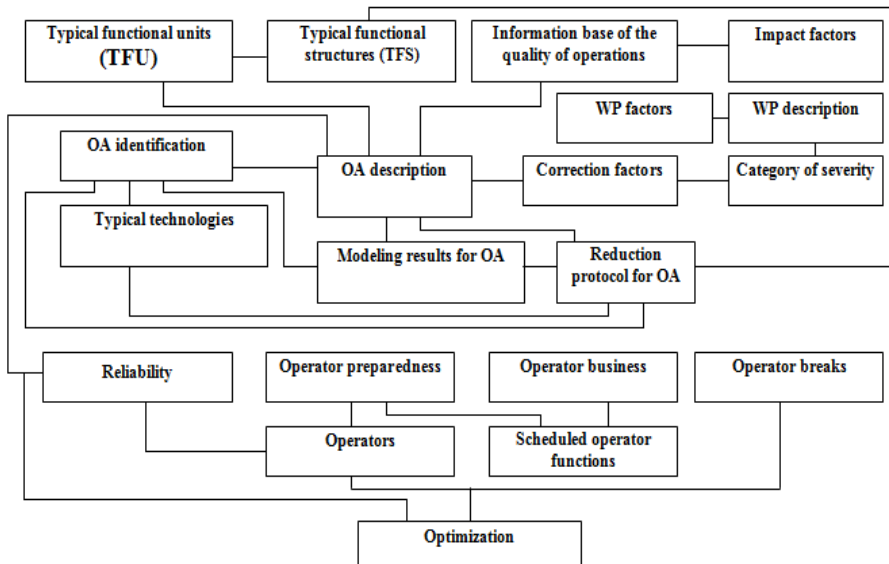 Typical functional units
(TFU)
Typical functional
structures (TFS)
Information base of the
quality of operations
Impact factors
WP factors
WP description
OA identification
OA description
Correction factors
Category of severity
Typical technologies
Modeling results for OA
Reduction
protocol for OA
Reliability
Operator preparedness
Operator business
Operator breaks
Operators
Scheduled operator
functions
Optimization